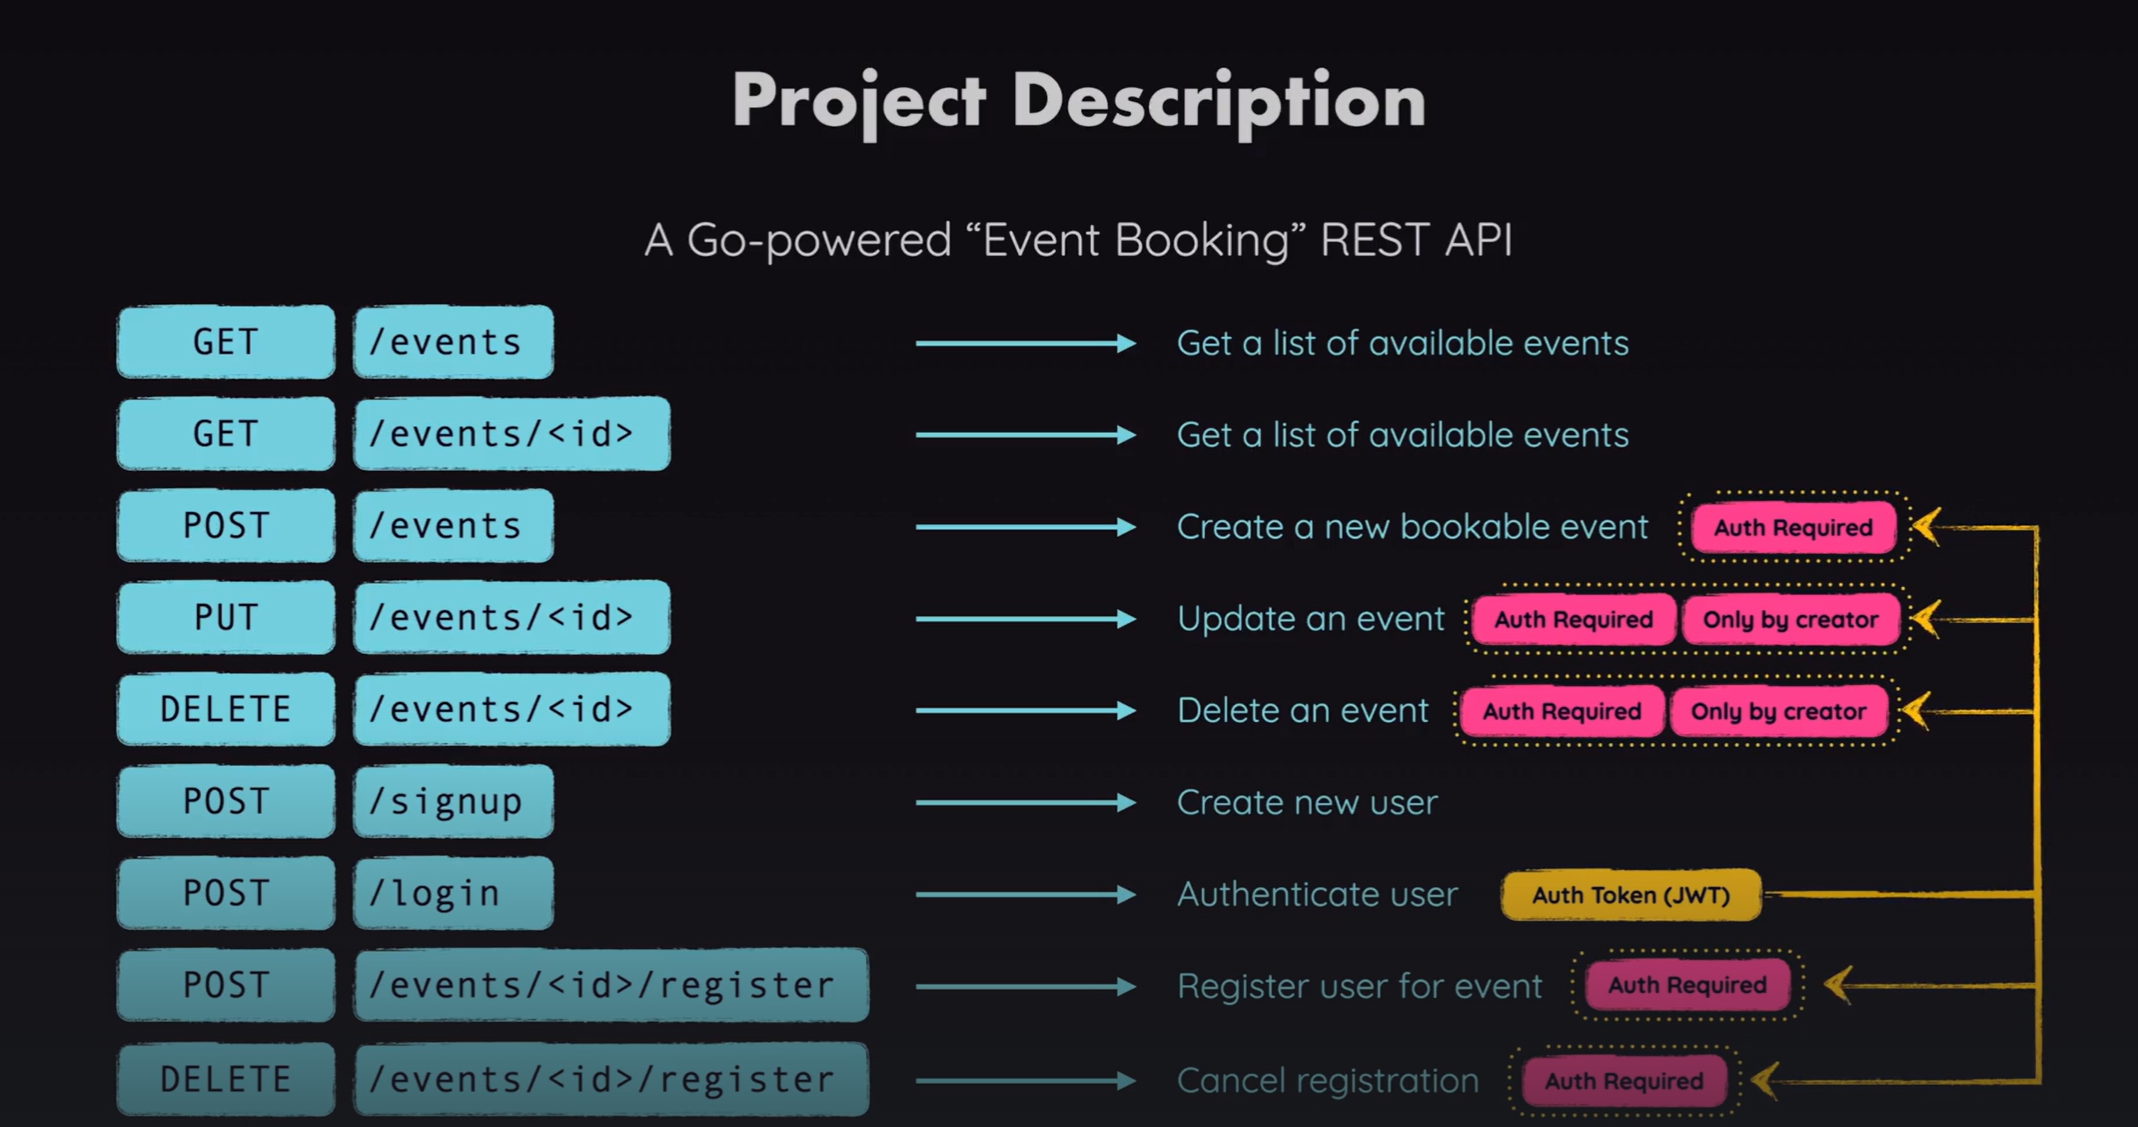 Project Description
A Go-powered “Event Booking” REST API
GET /events Get a list of available events
GET /events/<id> Get a list of available events
POST /events Create a new bookable event Auth Required
PUT /events/<id> Update an event Auth Required Only by creator
DELETE /events/<id> Delete an event Auth Required Only by creator
POST /signup Create new user
POST /login Authenticate user Auth Token (JWT)
POST /events/<id>/register Register user for event Auth Required
DELETE /events/<id>/register Cancel registration Auth Required